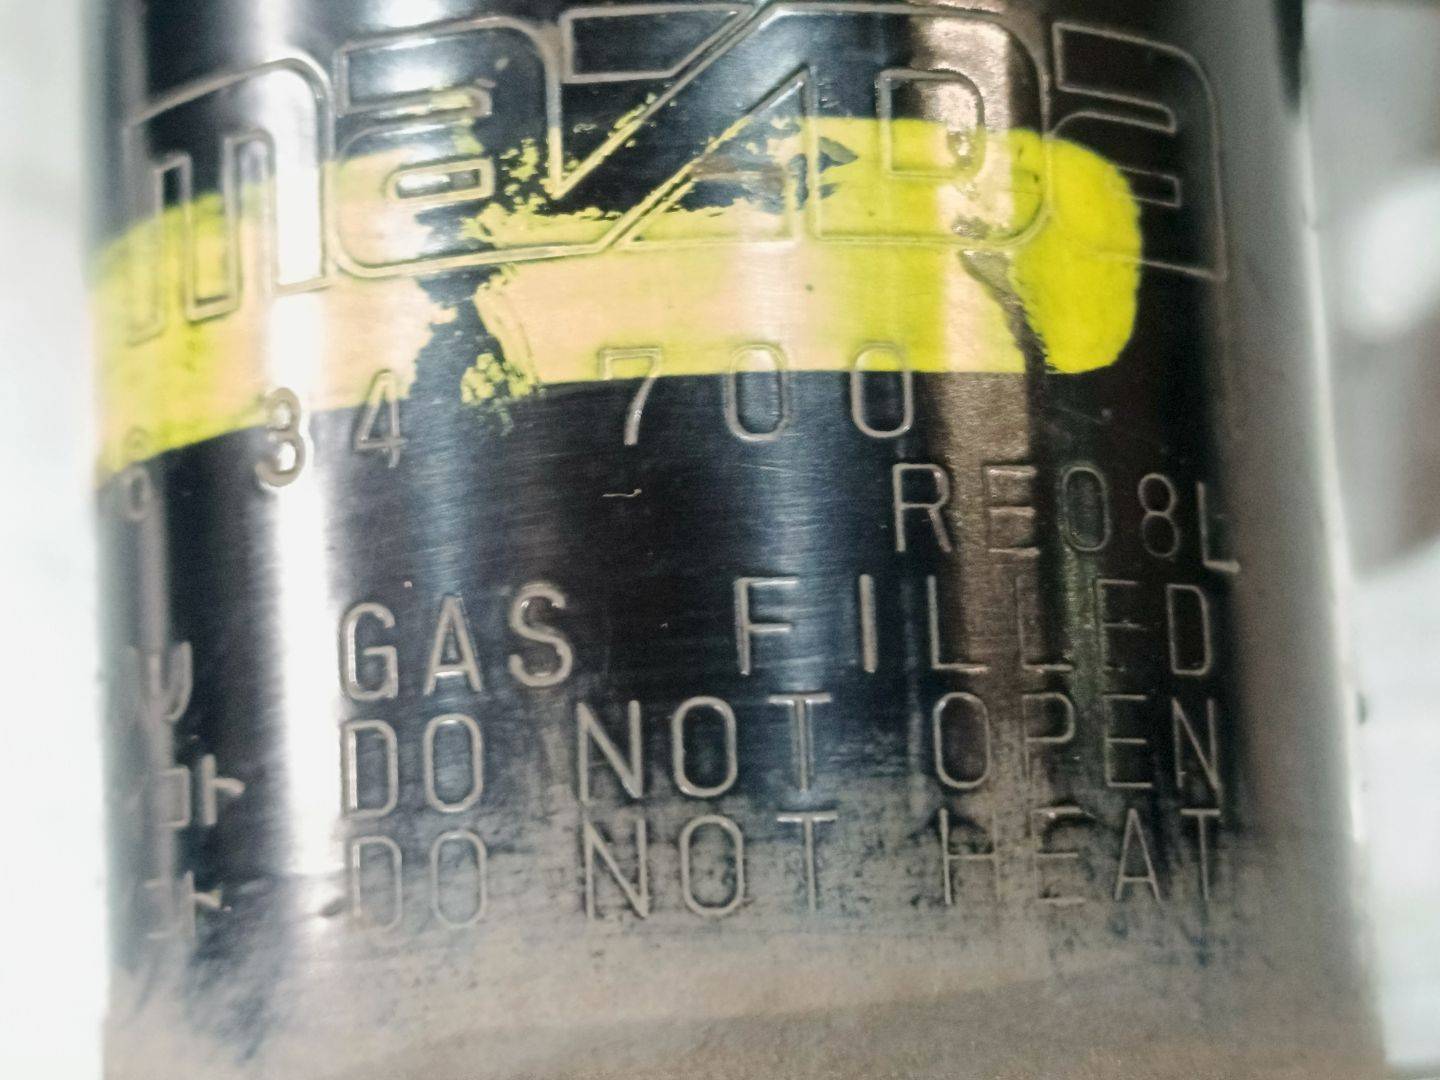 mazda
34 700
RE08L
GAS FILLED
DO NOT OPEN
DO NOT HEAT